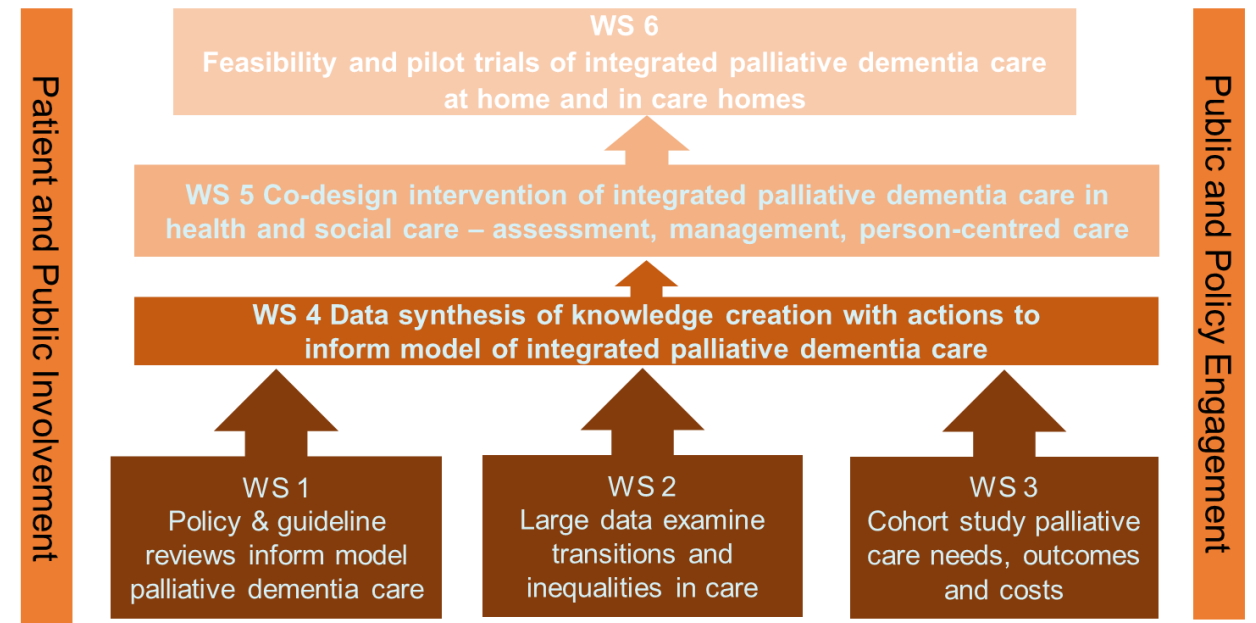 Patient and Public Involvement
WS 6
Feasibility and pilot trials of integrated palliative dementia care
at home and in care homes
WS 5 Co-design intervention of integrated palliative dementia care in
health and social care – assessment, management, person-centred care
WS 4 Data synthesis of knowledge creation with actions to
inform model of integrated palliative dementia care
WS 1
Policy & guideline
reviews inform model
palliative dementia care
WS 2
Large data examine
transitions and
inequalities in care
WS 3
Cohort study palliative
care needs, outcomes
and costs
Public and Policy Engagement